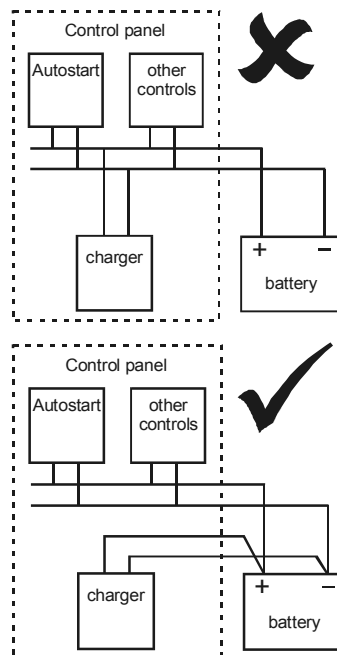 Control panel
Autostart
other
controls
charger
+ −
battery
Control panel
Autostart
other
controls
charger
+ −
battery